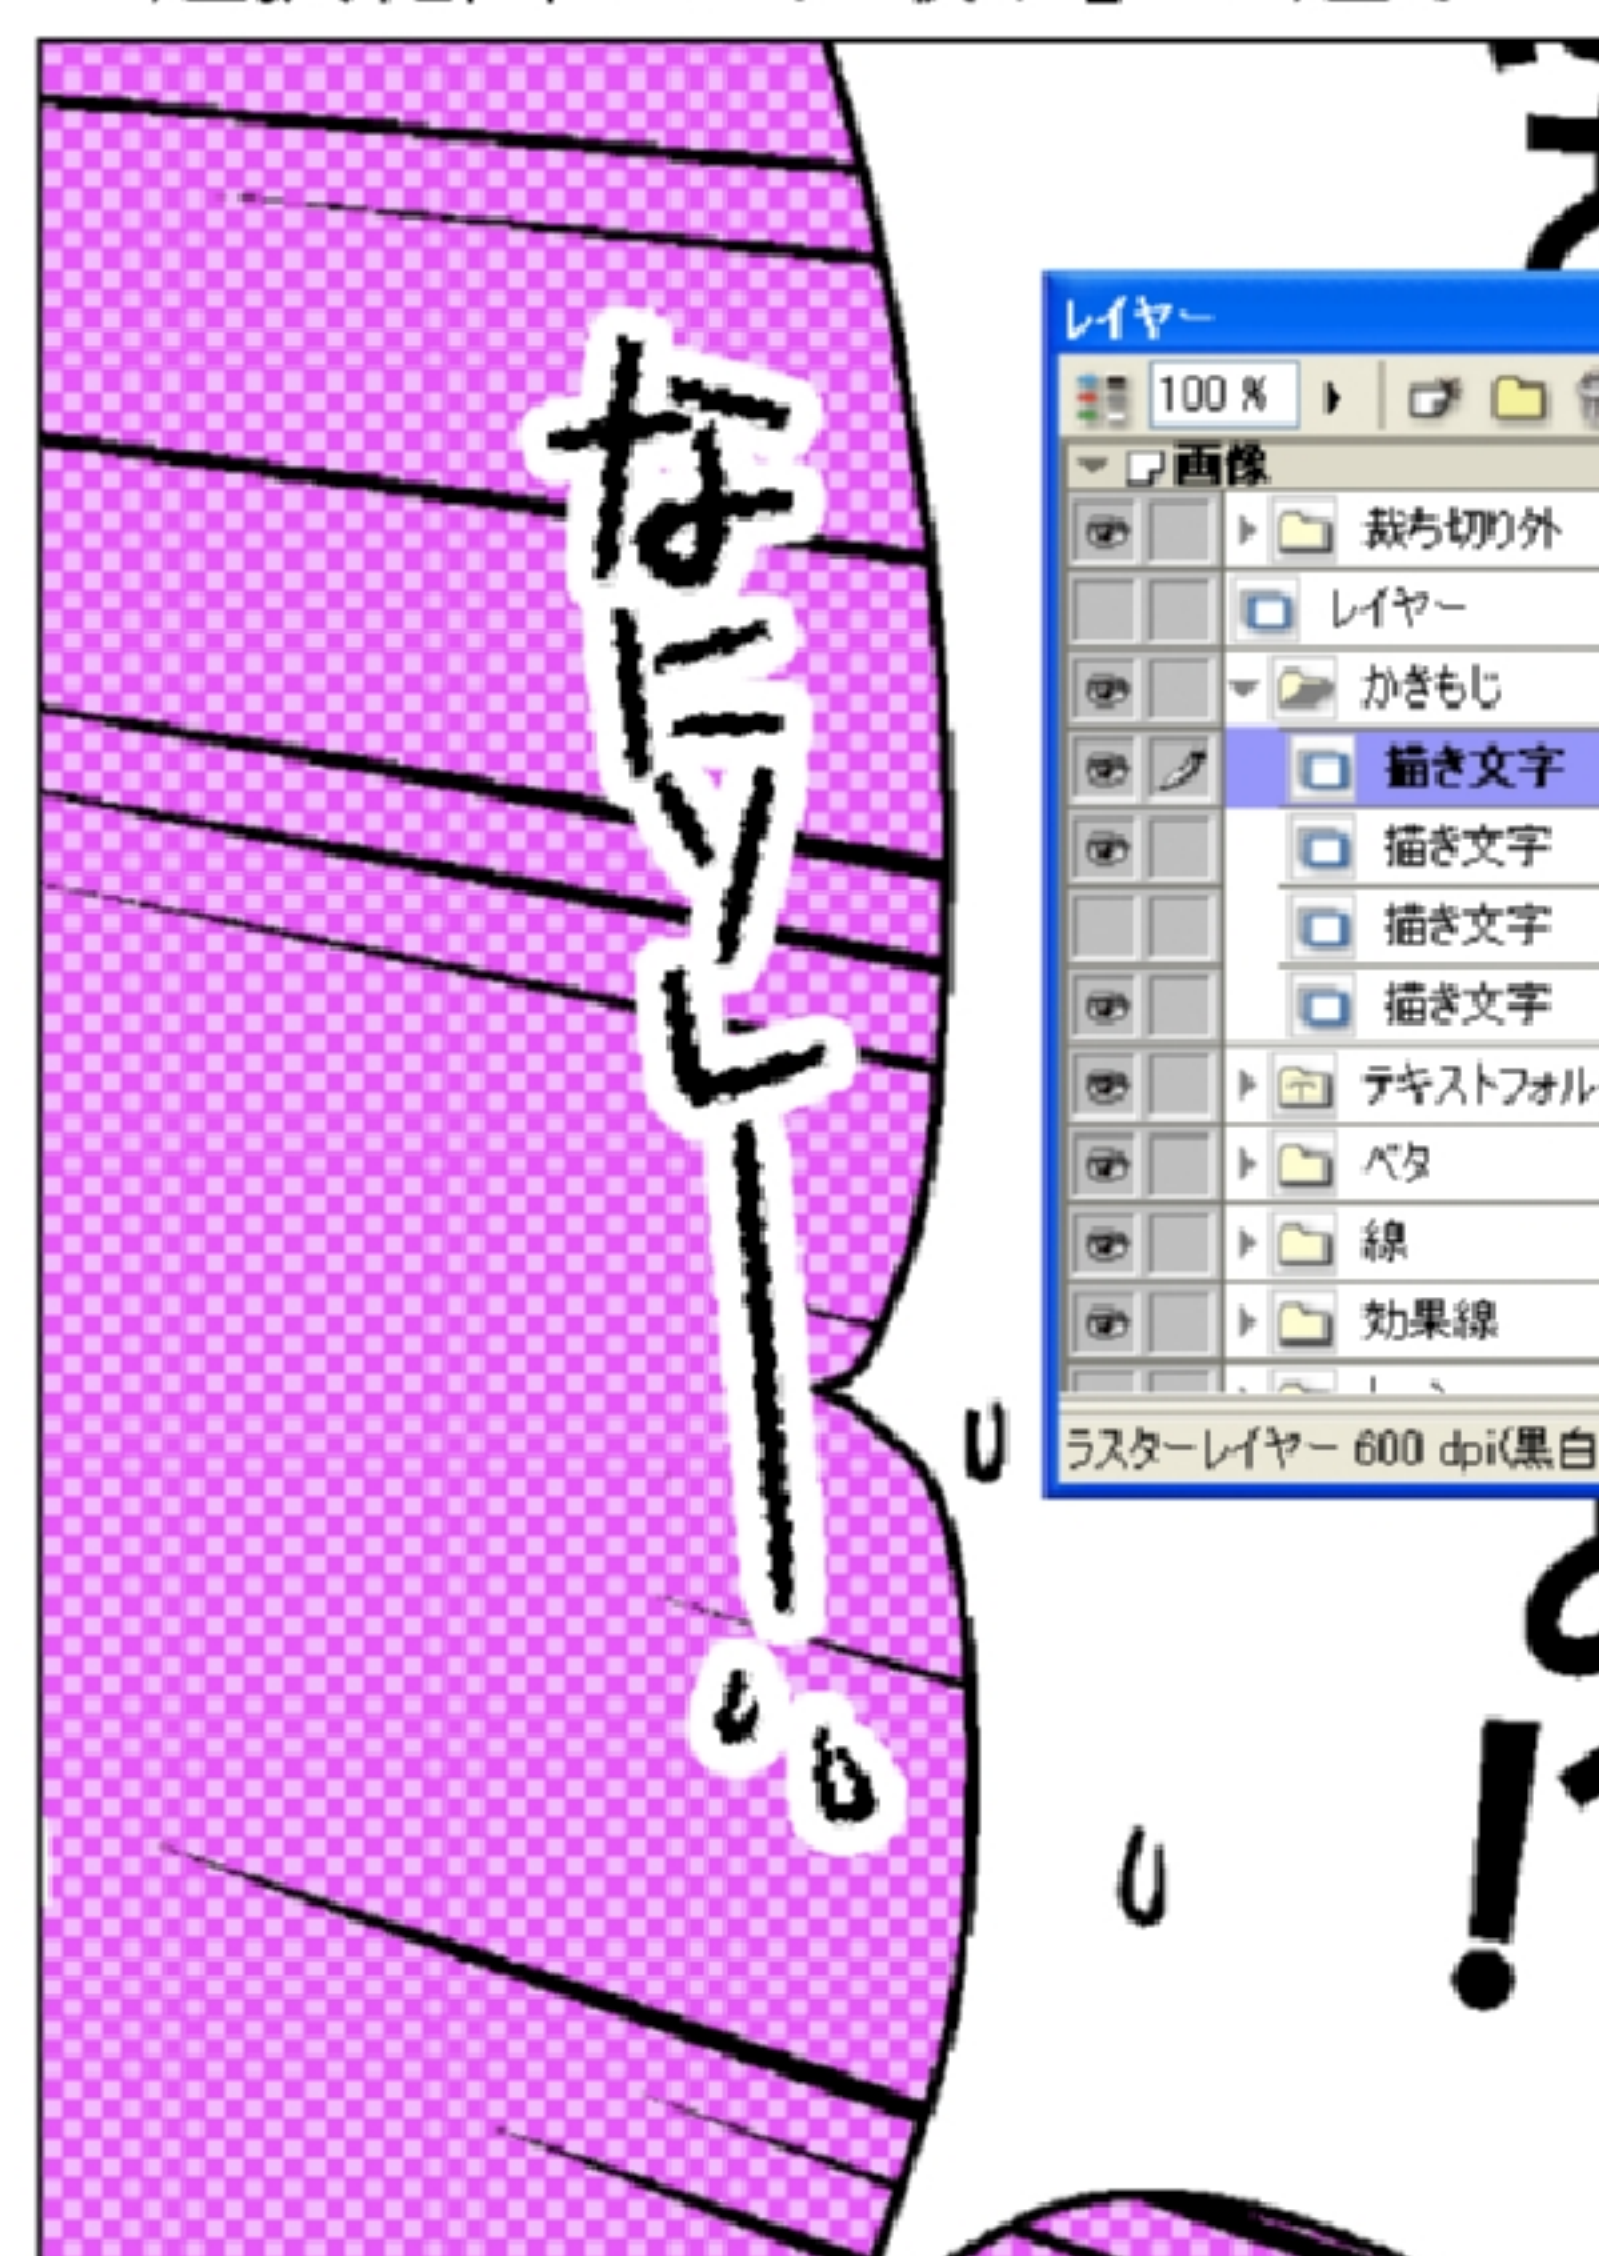 なにソレー
レイヤー
100 %
画像
裁ち切り外
レイヤー
かきもじ
描き文字
描き文字
描き文字
描き文字
テキストフォル
ベタ
線
効果線
ラスターレイヤー 600 dpi(黒白
!